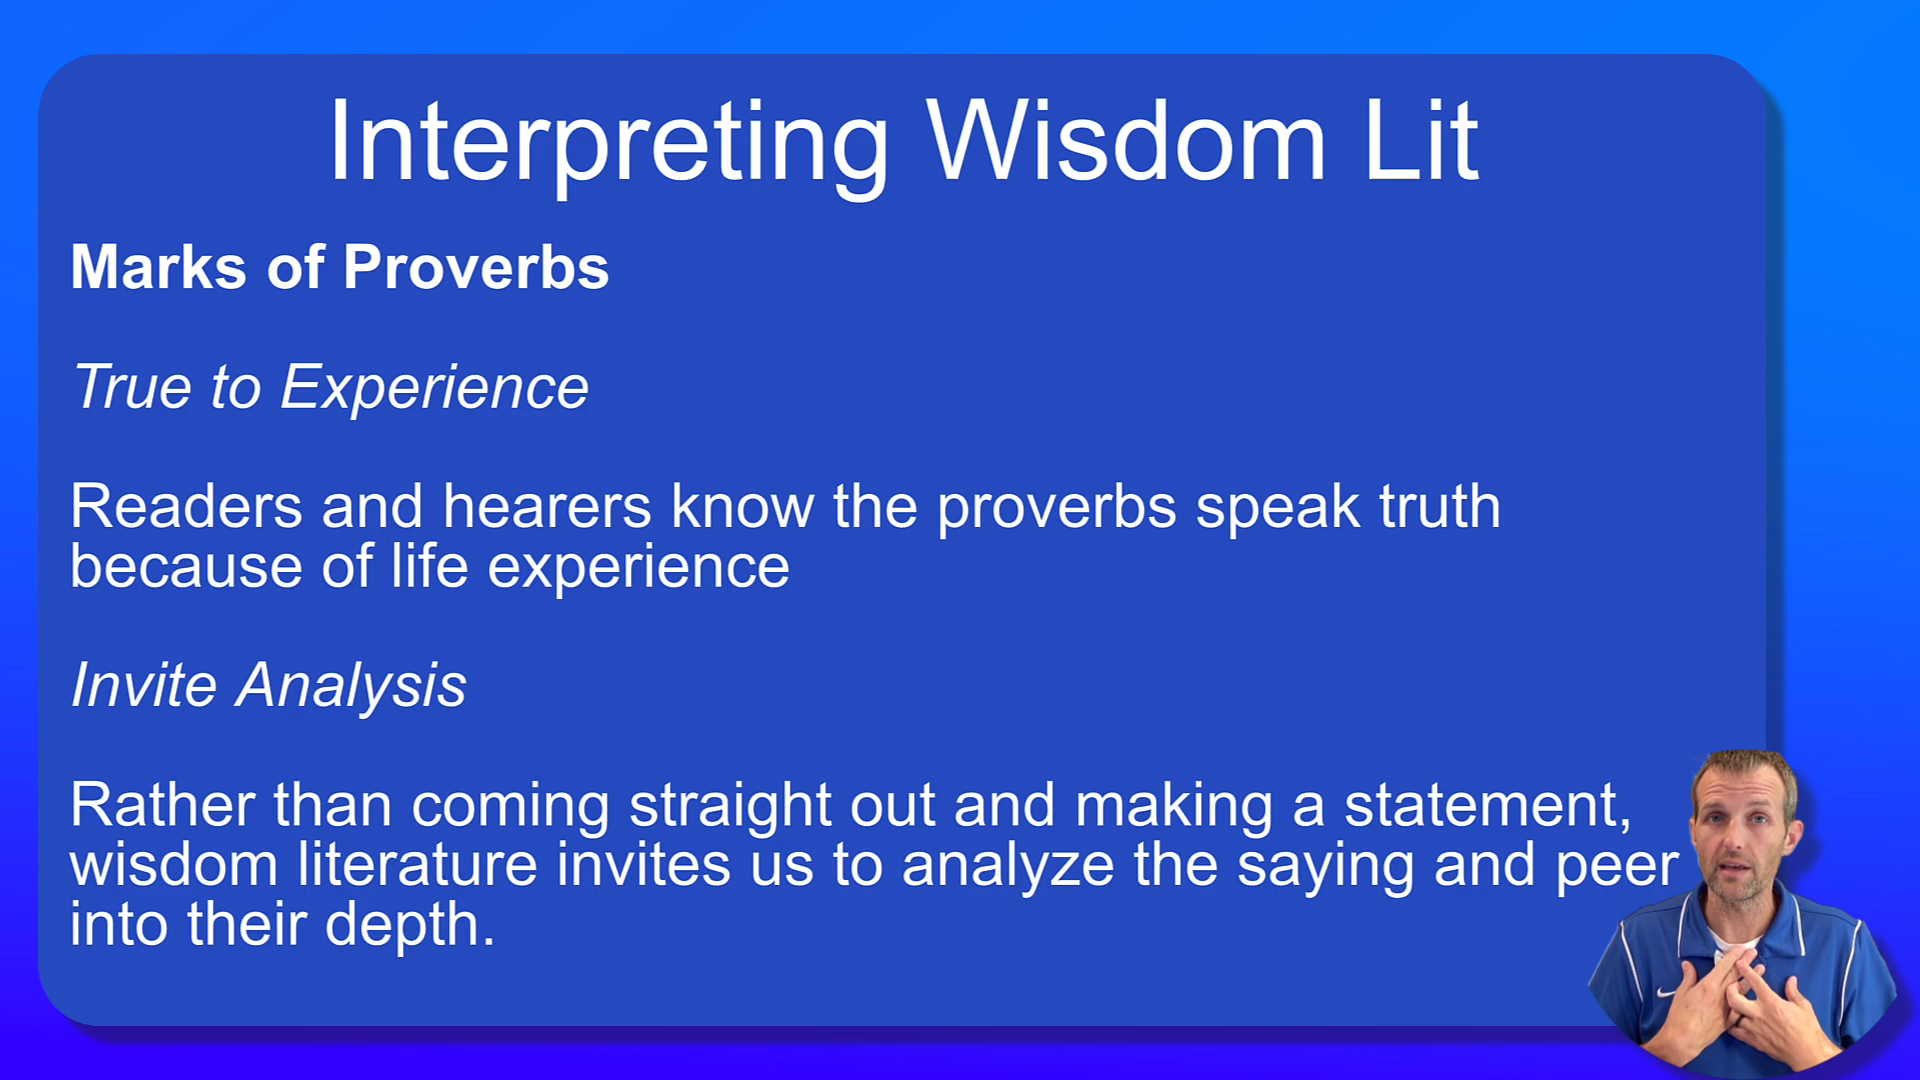 Interpreting Wisdom Lit
Marks of Proverbs
True to Experience
Readers and hearers know the proverbs speak truth
because of life experience
Invite Analysis
Rather than coming straight out and making a statement,
wisdom literature invites us to analyze the saying and peer
into their depth.